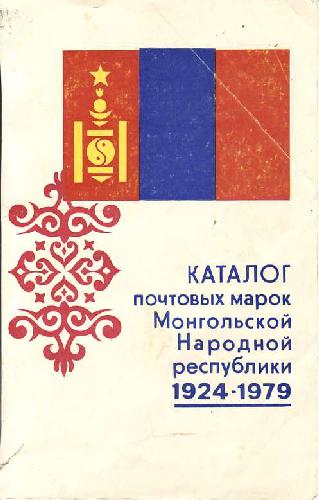 КАТАЛОГ
почтовых марок
Монгольской
Народной
республики
1924-1979